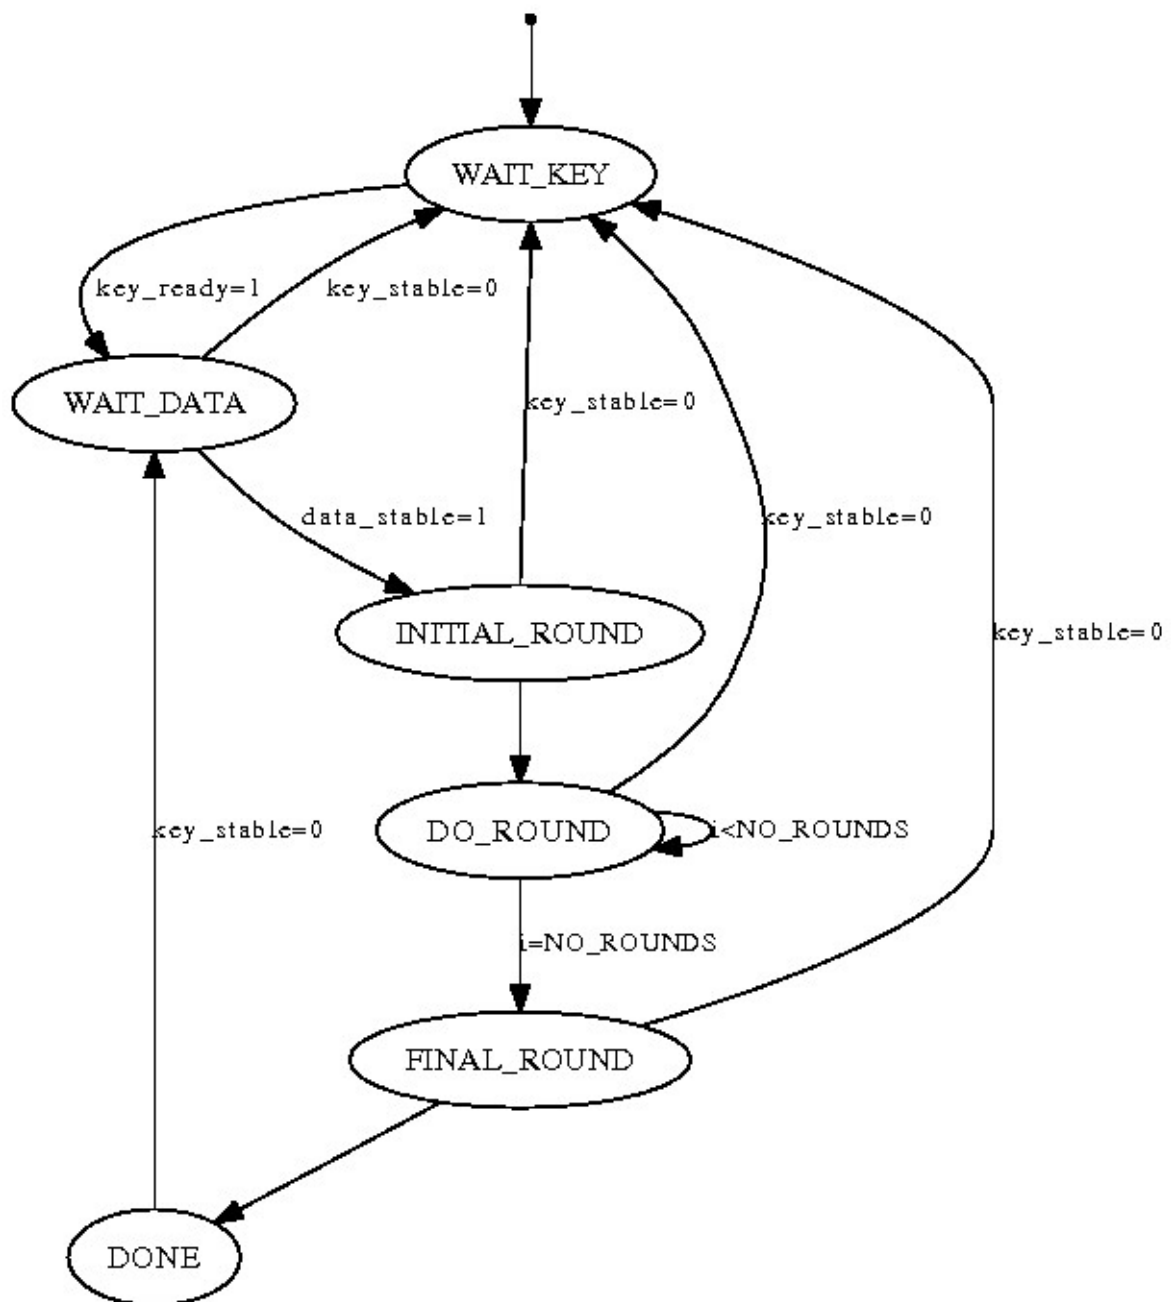 WAIT_KEY
key_ready=1
key_stable=0
WAIT_DATA
key_stable=0
data_stable=1
key_stable=0
INITIAL_ROUND
key_stable=0
DO_ROUND
i<NO_ROUNDS
key_stable=0
i=NO_ROUNDS
FINAL_ROUND
DONE